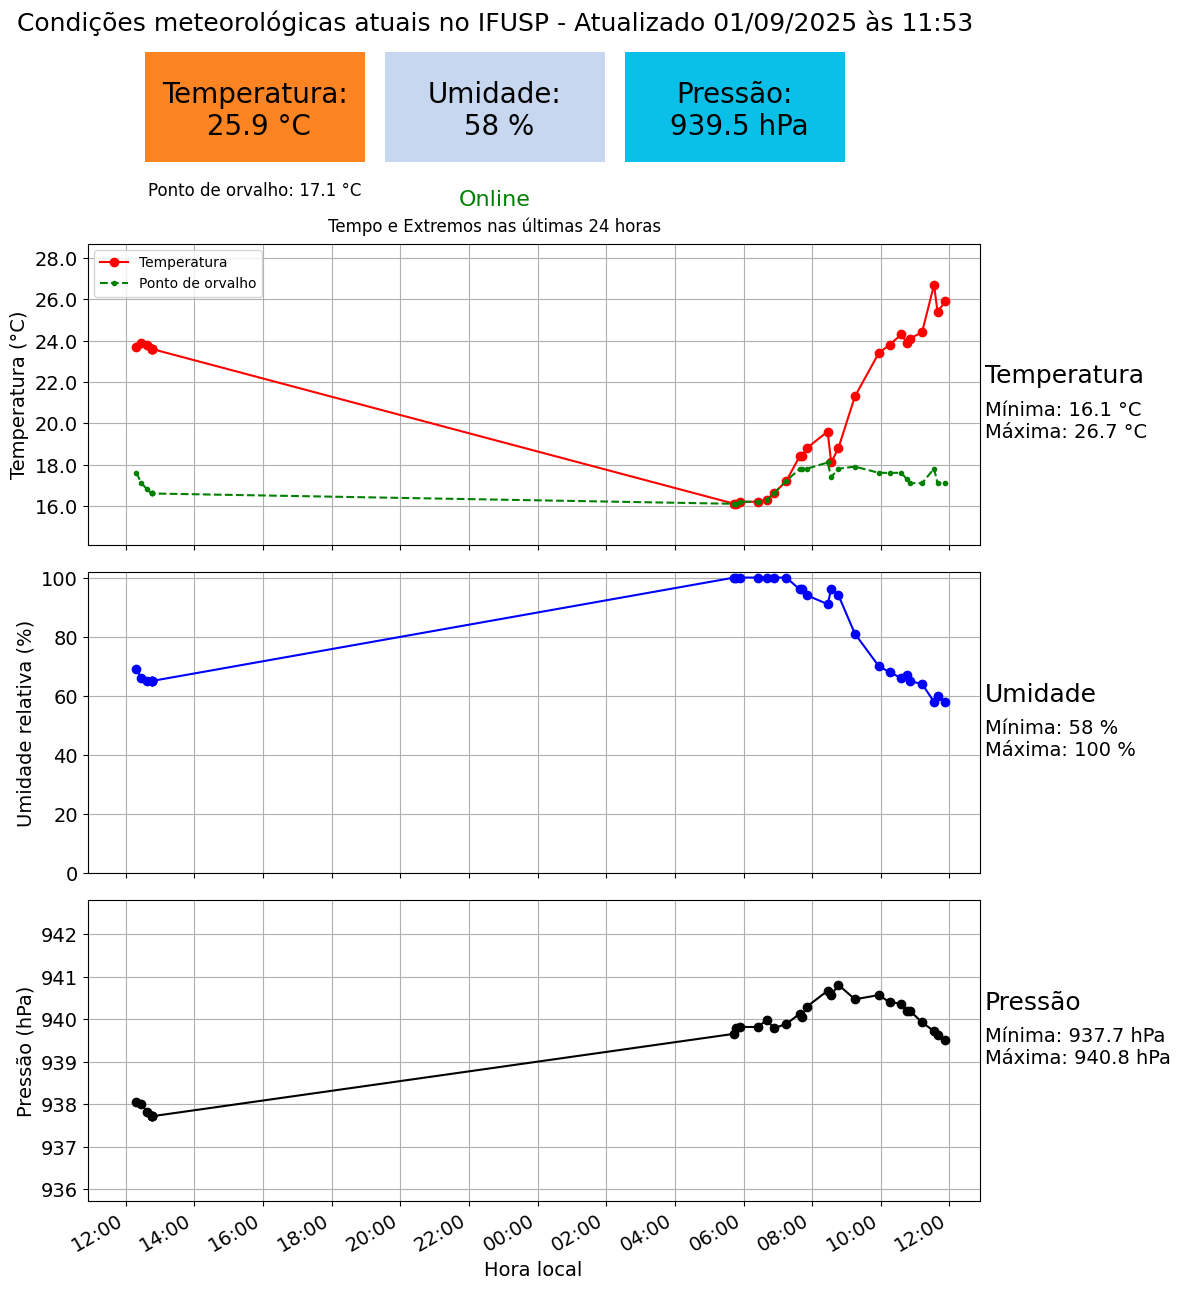 Condições meteorológicas atuais no IFUSP - Atualizado 01/09/2025 às 11:53
Temperatura:
25.9 °C
Umidade:
58 %
Pressão:
939.5 hPa
Ponto de orvalho: 17.1 °C
Online
Tempo e Extremos nas últimas 24 horas
Temperatura
Ponto de orvalho
Temperatura (°C)
28.0
26.0
24.0
22.0
20.0
18.0
16.0
Temperatura
Mínima: 16.1 °C
Máxima: 26.7 °C
Umidade relativa (%)
100
80
60
40
20
0
Umidade
Mínima: 58 %
Máxima: 100 %
Pressão (hPa)
942
941
940
939
938
937
936
Pressão
Mínima: 937.7 hPa
Máxima: 940.8 hPa
12:00
14:00
16:00
18:00
20:00
22:00
00:00
02:00
04:00
06:00
08:00
10:00
12:00
Hora local